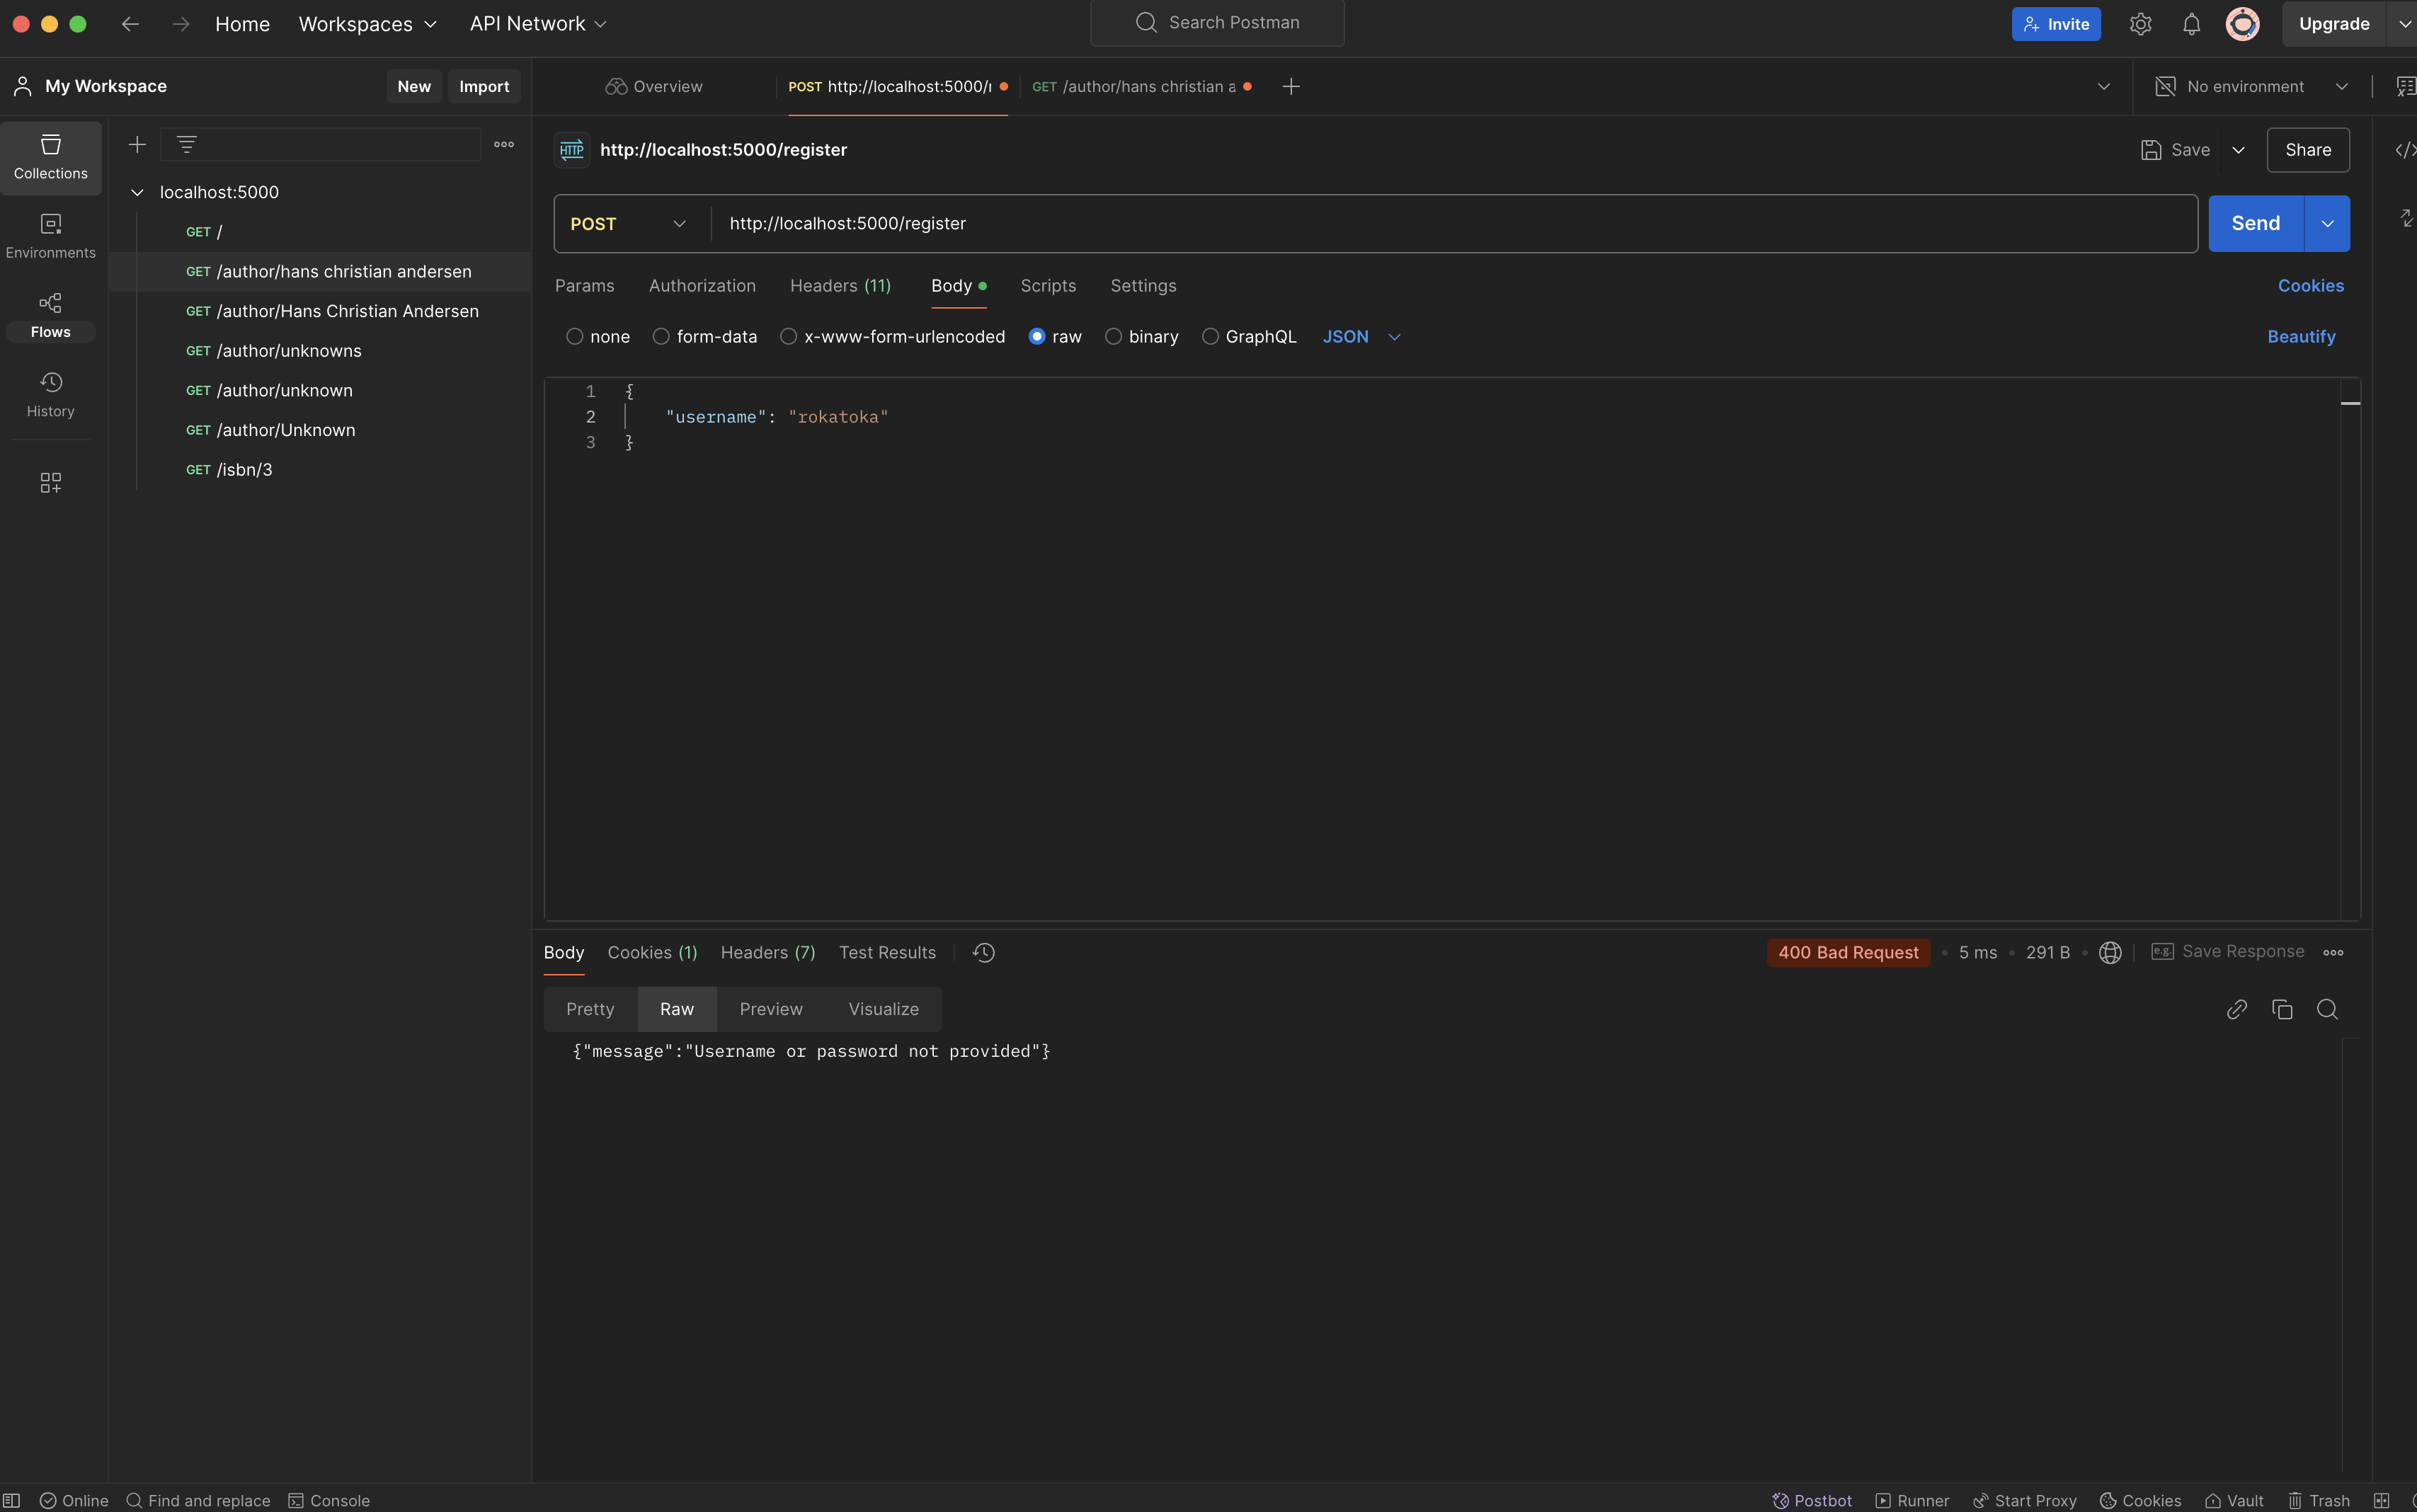 Home Workspaces API Network Search Postman Invite Upgrade
My Workspace New Import Overview POST http://localhost:5000/ GET /author/hans christian a No environment
Collections
Environments
Flows
History
localhost:5000
GET /
GET /author/hans christian andersen
GET /author/Hans Christian Andersen
GET /author/unknowns
GET /author/unknown
GET /author/Unknown
GET /isbn/3
HTTP http://localhost:5000/register Save Share
POST http://localhost:5000/register Send
Params Authorization Headers (11) Body Scripts Settings Cookies
none form-data x-www-form-urlencoded raw binary GraphQL JSON Beautify
1 {
2 "username": "rokatoka"
3 }
Body Cookies (1) Headers (7) Test Results 400 Bad Request 5 ms 291 B e.g. Save Response
Pretty Raw Preview Visualize
{"message":"Username or password not provided"}
Online Find and replace Console Postbot Runner Start Proxy Cookies Vault Trash